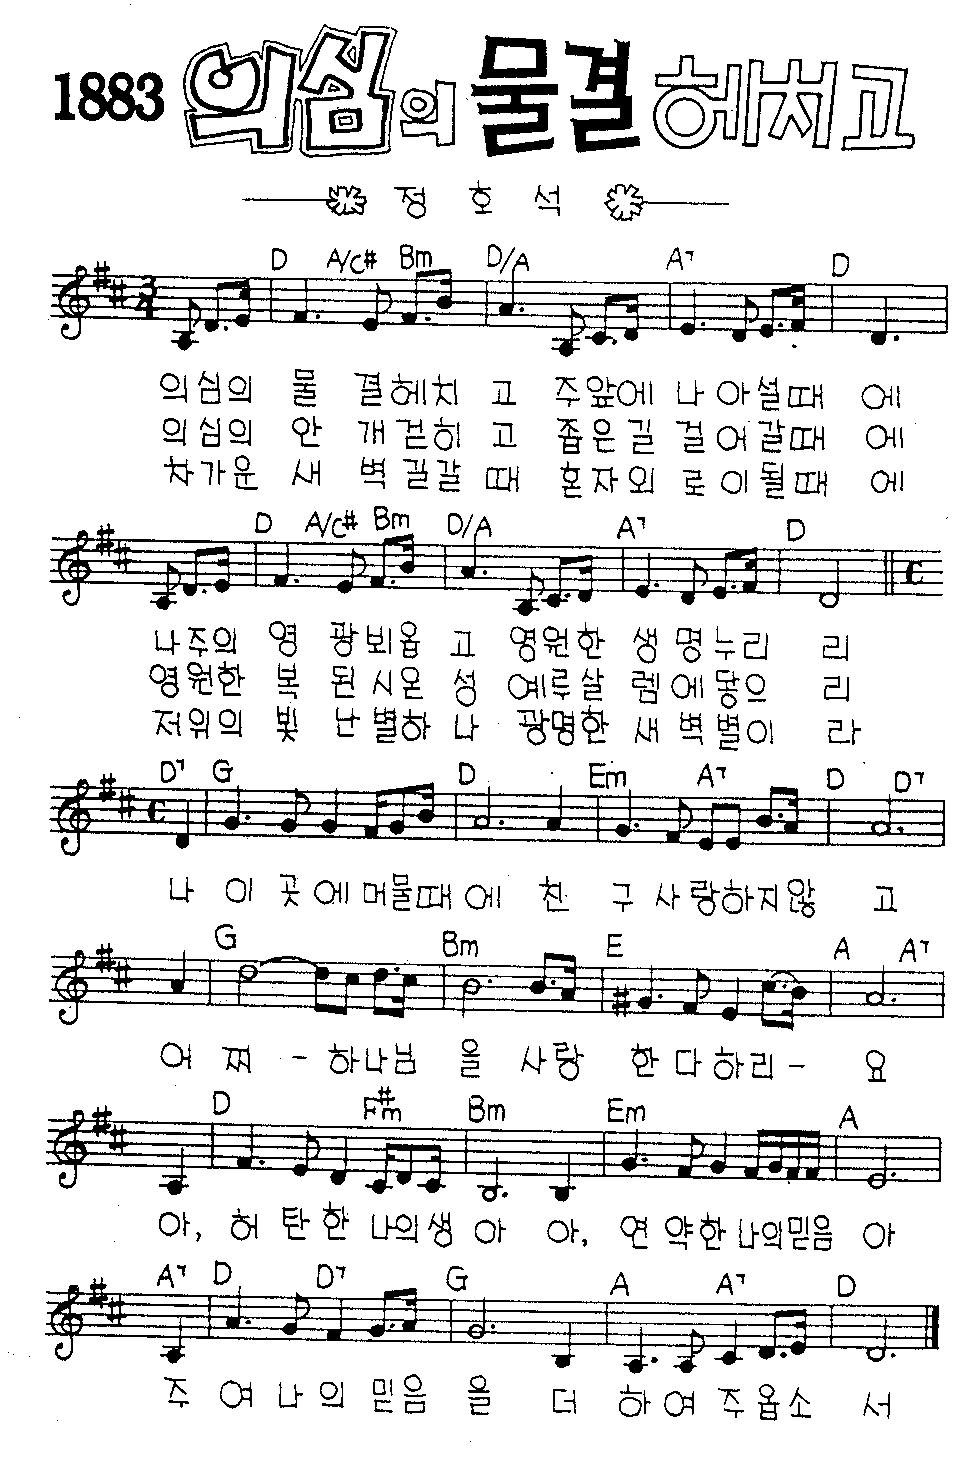 1883 의심의 물결 헤치고
정 호 석
D A/C# Bm D/A A7 D
3/4
의심의 물 결헤치 고 주앞에 나 아설때 에
의심의 안 개걷히 고 좁은길 걸 어갈때 에
차가운 새 벽길갈 때 혼자외 로이될때 에
D A/C# Bm D/A A7 D
나주의 영 광뵈옵 고 영원한 생 명누리 리
영원한 복 된시온 성 예루살 렘에닿으 리
저위의 빛 난별하 나 광명한 새 벽별이 라
D7 G D Em A7 D D7
나 이 곳에머물때에 친 구 사랑하지않 고
G Bm E A A7
어 찌 - 하나님 을 사랑 한 다하리 - 요
D F#m Bm Em A
아, 허 탄 한 나의생 아 아, 연 약한 나의믿음 아
A7 D D7 G A A7 D
주 여 나 의 믿음 을 더 하 여 주옵소 서